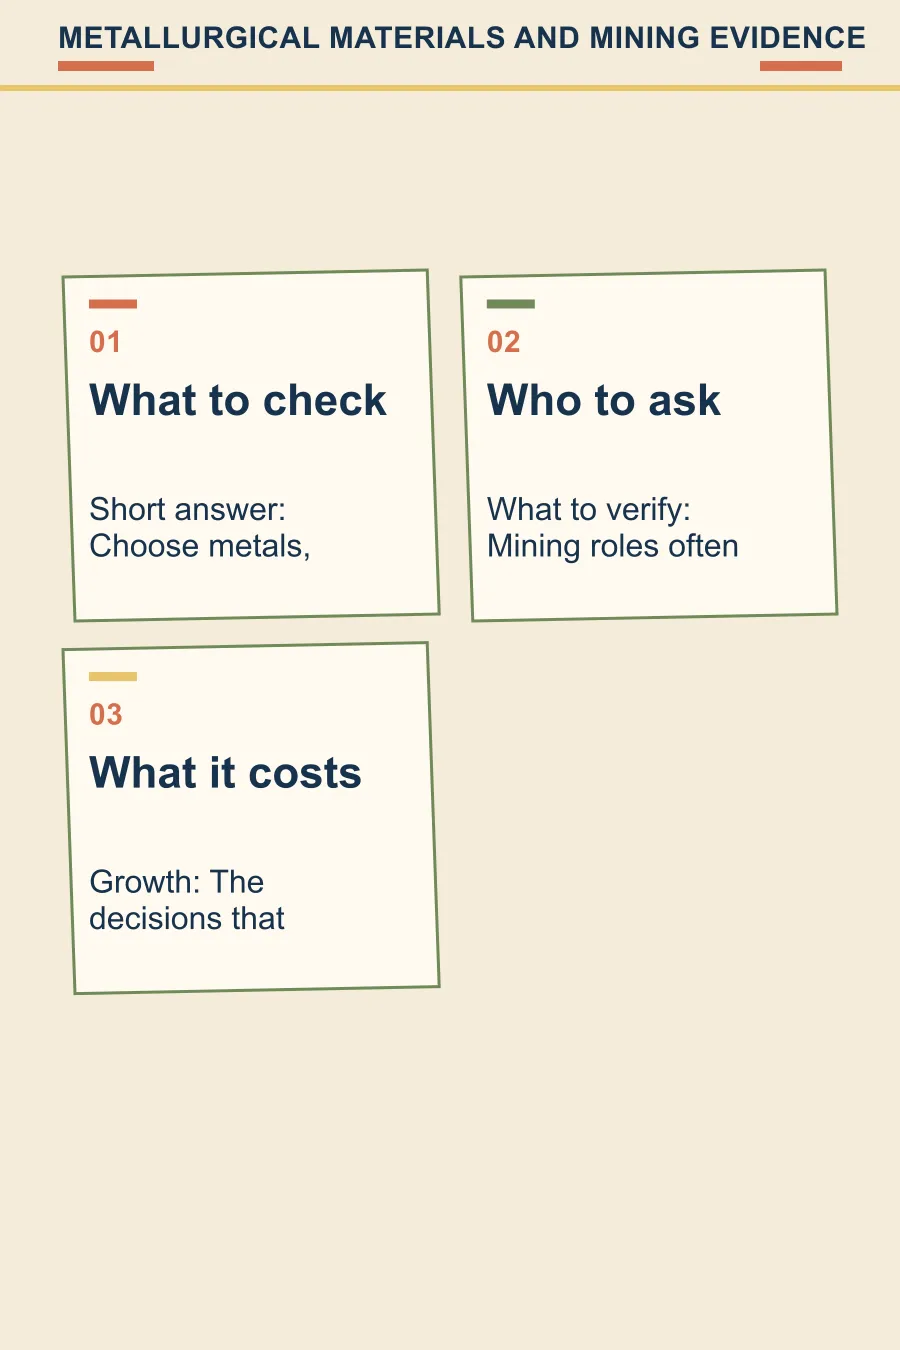 METALLURGICAL MATERIALS AND MINING EVIDENCE
01
What to check
Short answer:
Choose metals,
02
Who to ask
What to verify:
Mining roles often
03
What it costs
Growth: The
decisions that